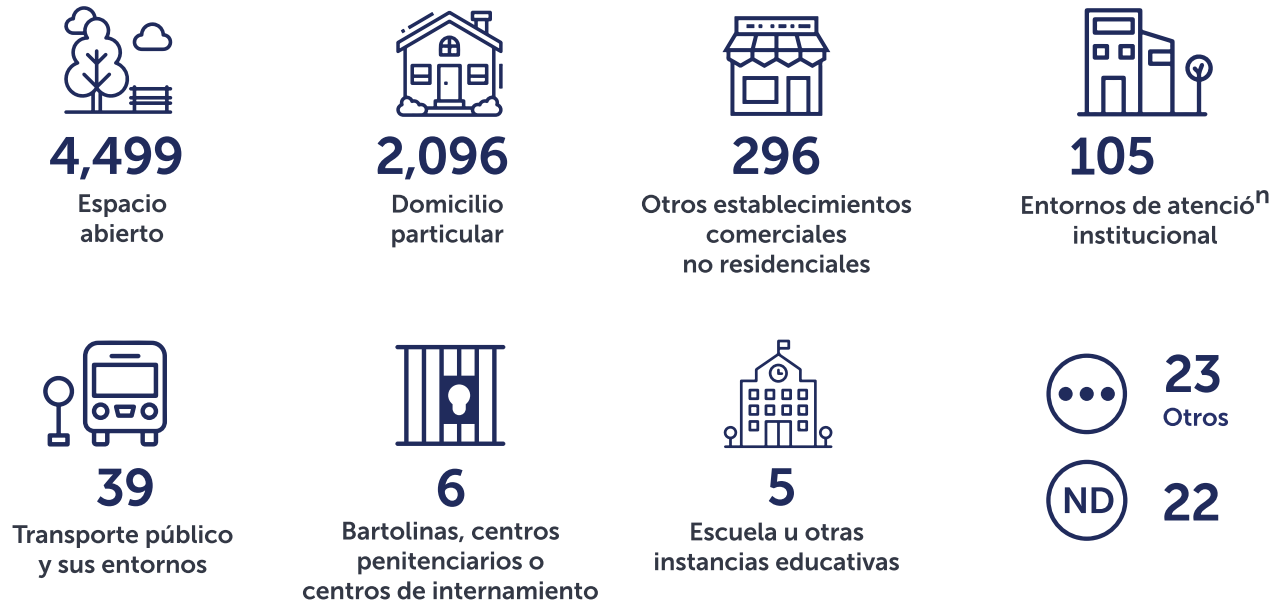 4,499
Espacio
abierto
2,096
Domicilio
particular
296
Otros establecimientos
comerciales
no residenciales
105
Entornos de atención
institucional
39
Transporte público
y sus entornos
6
Bartolinas, centros
penitenciarios o
centros de internamiento
5
Escuela u otras
instancias educativas
23
Otros
ND 22